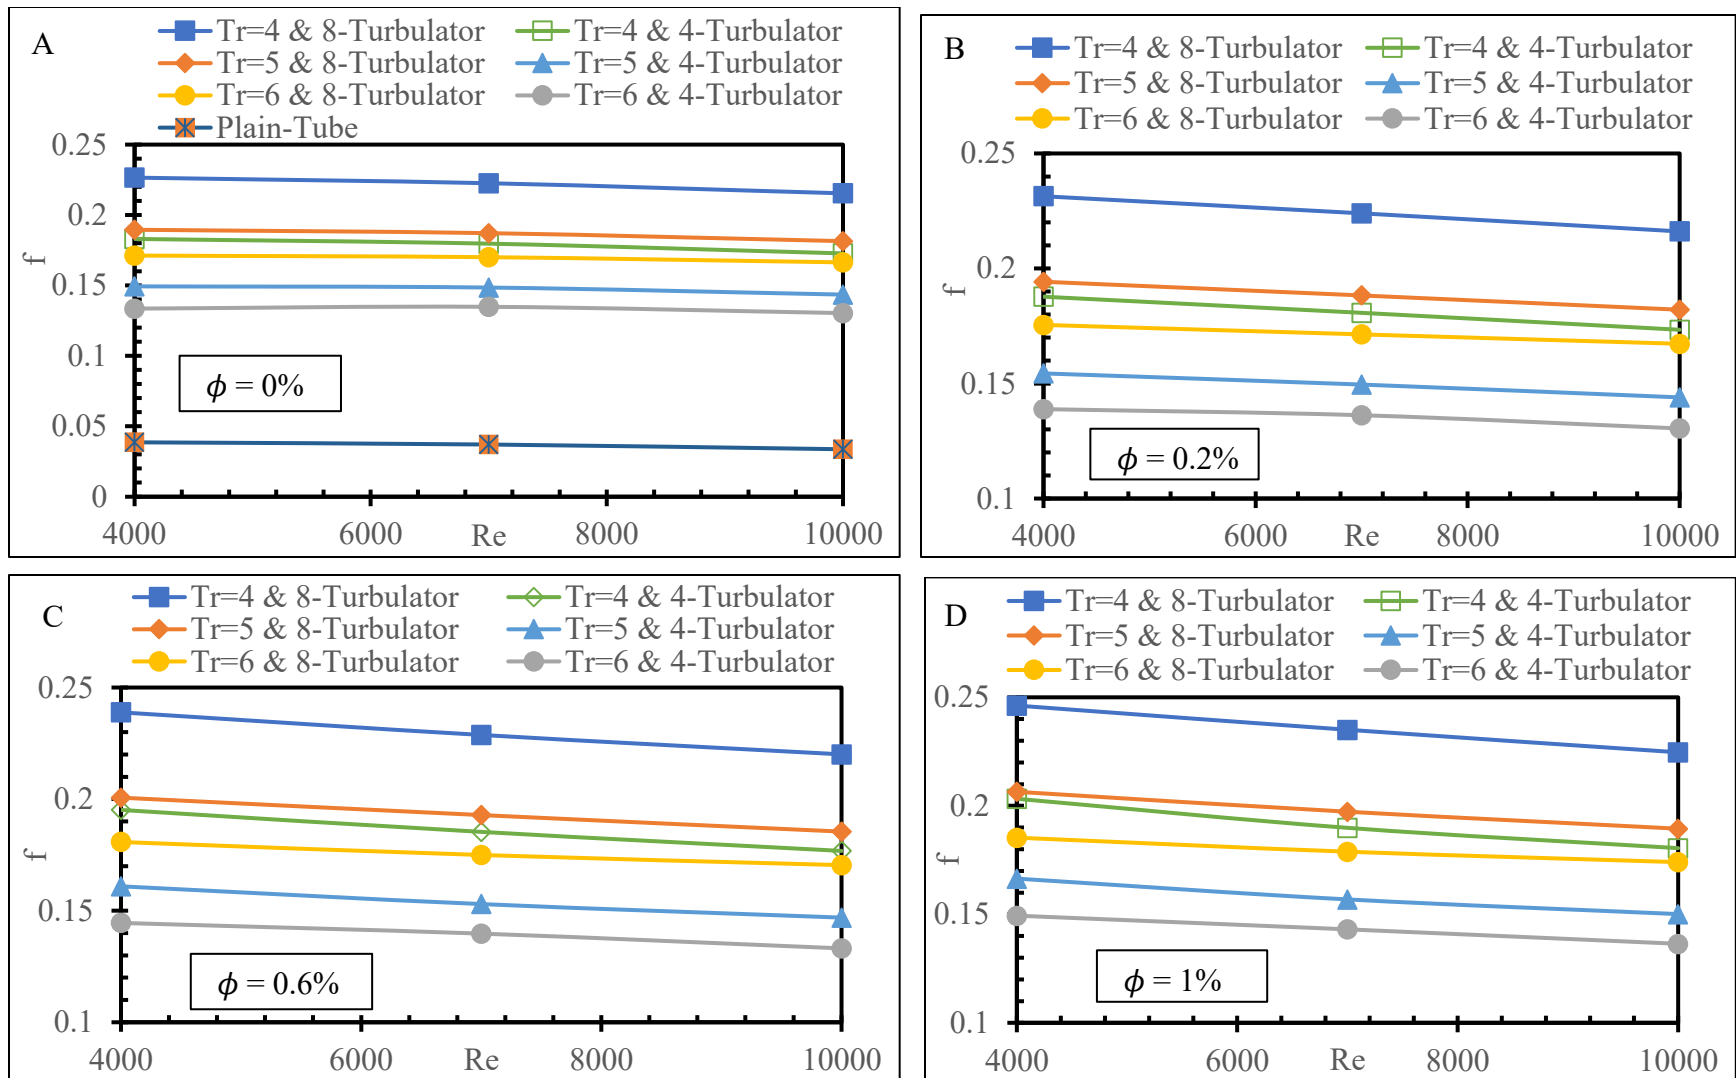 A
Tr=4 & 8-Turbulator Tr=4 & 4-Turbulator
Tr=5 & 8-Turbulator Tr=5 & 4-Turbulator
Tr=6 & 8-Turbulator Tr=6 & 4-Turbulator
Plain-Tube
0.25
0.2
f
0.15
0.1
ϕ = 0%
0.05
0
4000 6000 Re 8000 10000
B
Tr=4 & 8-Turbulator Tr=4 & 4-Turbulator
Tr=5 & 8-Turbulator Tr=5 & 4-Turbulator
Tr=6 & 8-Turbulator Tr=6 & 4-Turbulator
0.25
0.2
f
0.15
ϕ = 0.2%
0.1
4000 6000 Re 8000 10000
C
Tr=4 & 8-Turbulator Tr=4 & 4-Turbulator
Tr=5 & 8-Turbulator Tr=5 & 4-Turbulator
Tr=6 & 8-Turbulator Tr=6 & 4-Turbulator
0.25
0.2
f
0.15
ϕ = 0.6%
0.1
4000 6000 Re 8000 10000
D
Tr=4 & 8-Turbulator Tr=4 & 4-Turbulator
Tr=5 & 8-Turbulator Tr=5 & 4-Turbulator
Tr=6 & 8-Turbulator Tr=6 & 4-Turbulator
0.25
0.2
f
0.15
ϕ = 1%
0.1
4000 6000 Re 8000 10000